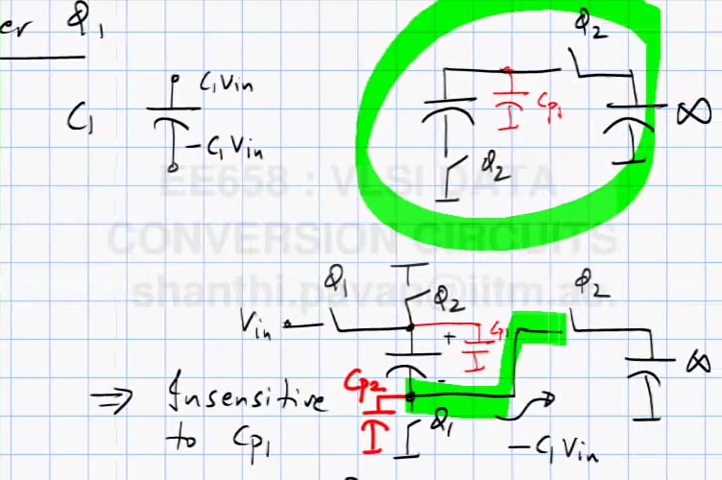 er Φ1
Φ2
C1Vin
C1
Cp1
∞
-C1Vin
Φ2
EE658 : VLSI DATA
CONVERSION CIRCUITS
shanthi.pavan@iitm.ac.
Φ1
Φ2
Φ2
Vin
+
Cp1
∞
-
Cp2
⇒ Insensitive
to Cp1
Φ1
-C1Vin